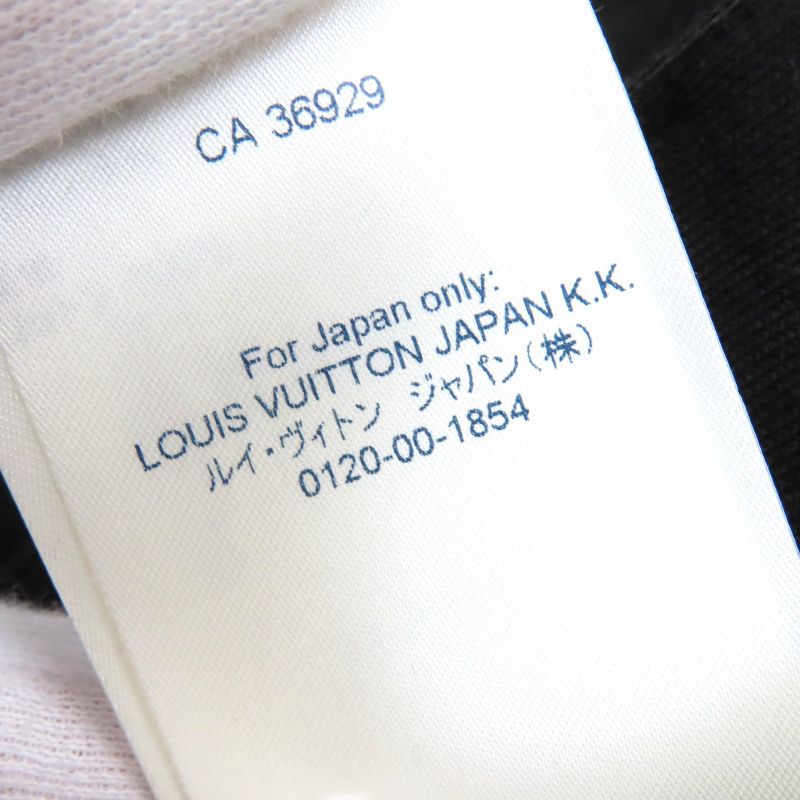 CA 36929
For Japan only:
LOUIS VUITTON JAPAN K.K.
ルイ・ヴィトン ジャパン(株)
0120-00-1854